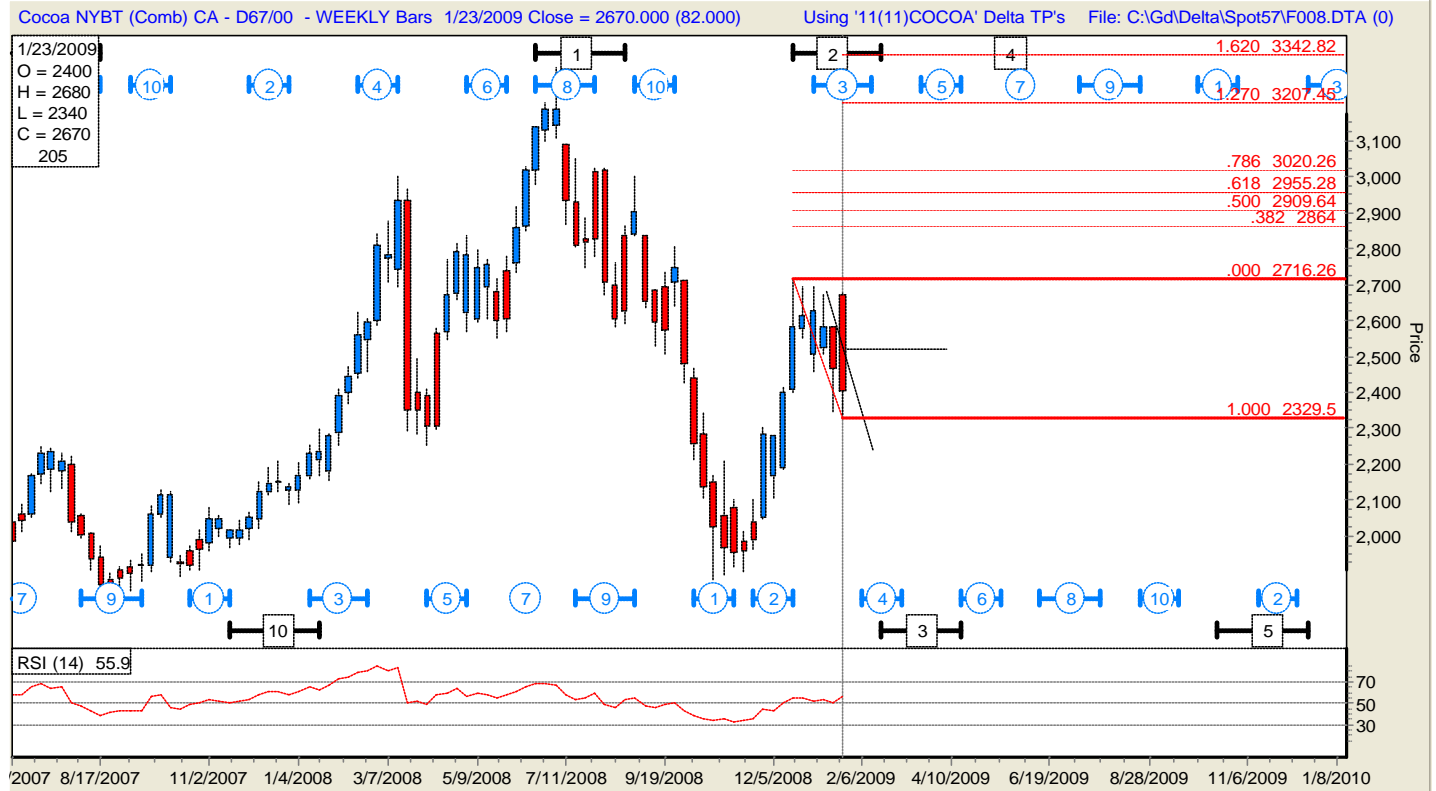 Cocoa NYBT (Comb) CA - D67/00 - WEEKLY Bars 1/23/2009 Close = 2670.000 (82.000) Using '11(11)COCOA' Delta TP's File: C:\Gd\Delta\Spot57\F008.DTA (0)
1/23/2009
O = 2400
H = 2680
L = 2340
C = 2670
205
1 2 4
10 2 4 6 8 10 3 5 7 9 1 3
1.620 3342.82
1.270 3207.45
.786 3020.26
.618 2955.28
.500 2909.64
.382 2864
.000 2716.26
1.000 2329.5
3,100
3,000
2,900
2,800
2,700
2,600
2,500
2,400
2,300
2,200
2,100
2,000
Price
7 9 1 3 5 7 9 1 2 4 6 8 10 2
10 3 5
RSI (14) 55.9
70
50
30
/2007 8/17/2007 11/2/2007 1/4/2008 3/7/2008 5/9/2008 7/11/2008 9/19/2008 12/5/2008 2/6/2009 4/10/2009 6/19/2009 8/28/2009 11/6/2009 1/8/2010